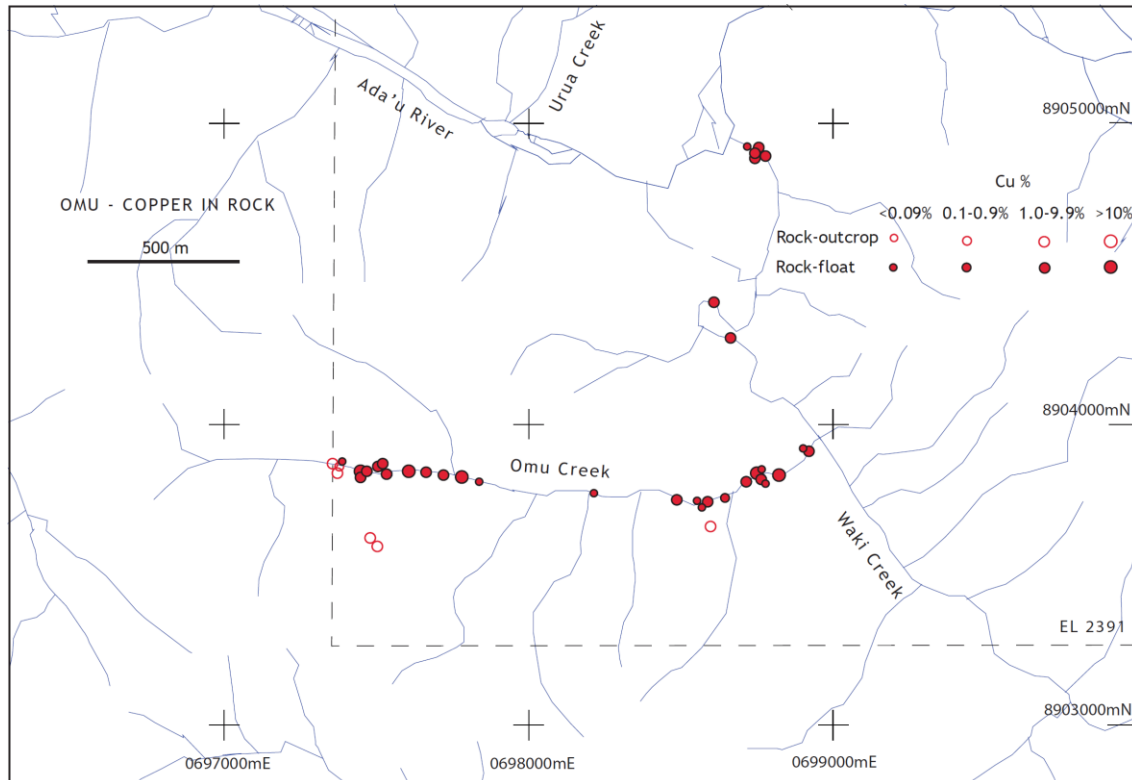 Ada'u River
Urua Creek
8905000mN
OMU - COPPER IN ROCK
500 m
Cu %
<0.09% 0.1-0.9% 1.0-9.9% >10%
Rock-outcrop
Rock-float
8904000mN
Omu Creek
Waki Creek
EL 2391
8903000mN
0697000mE 0698000mE 0699000mE